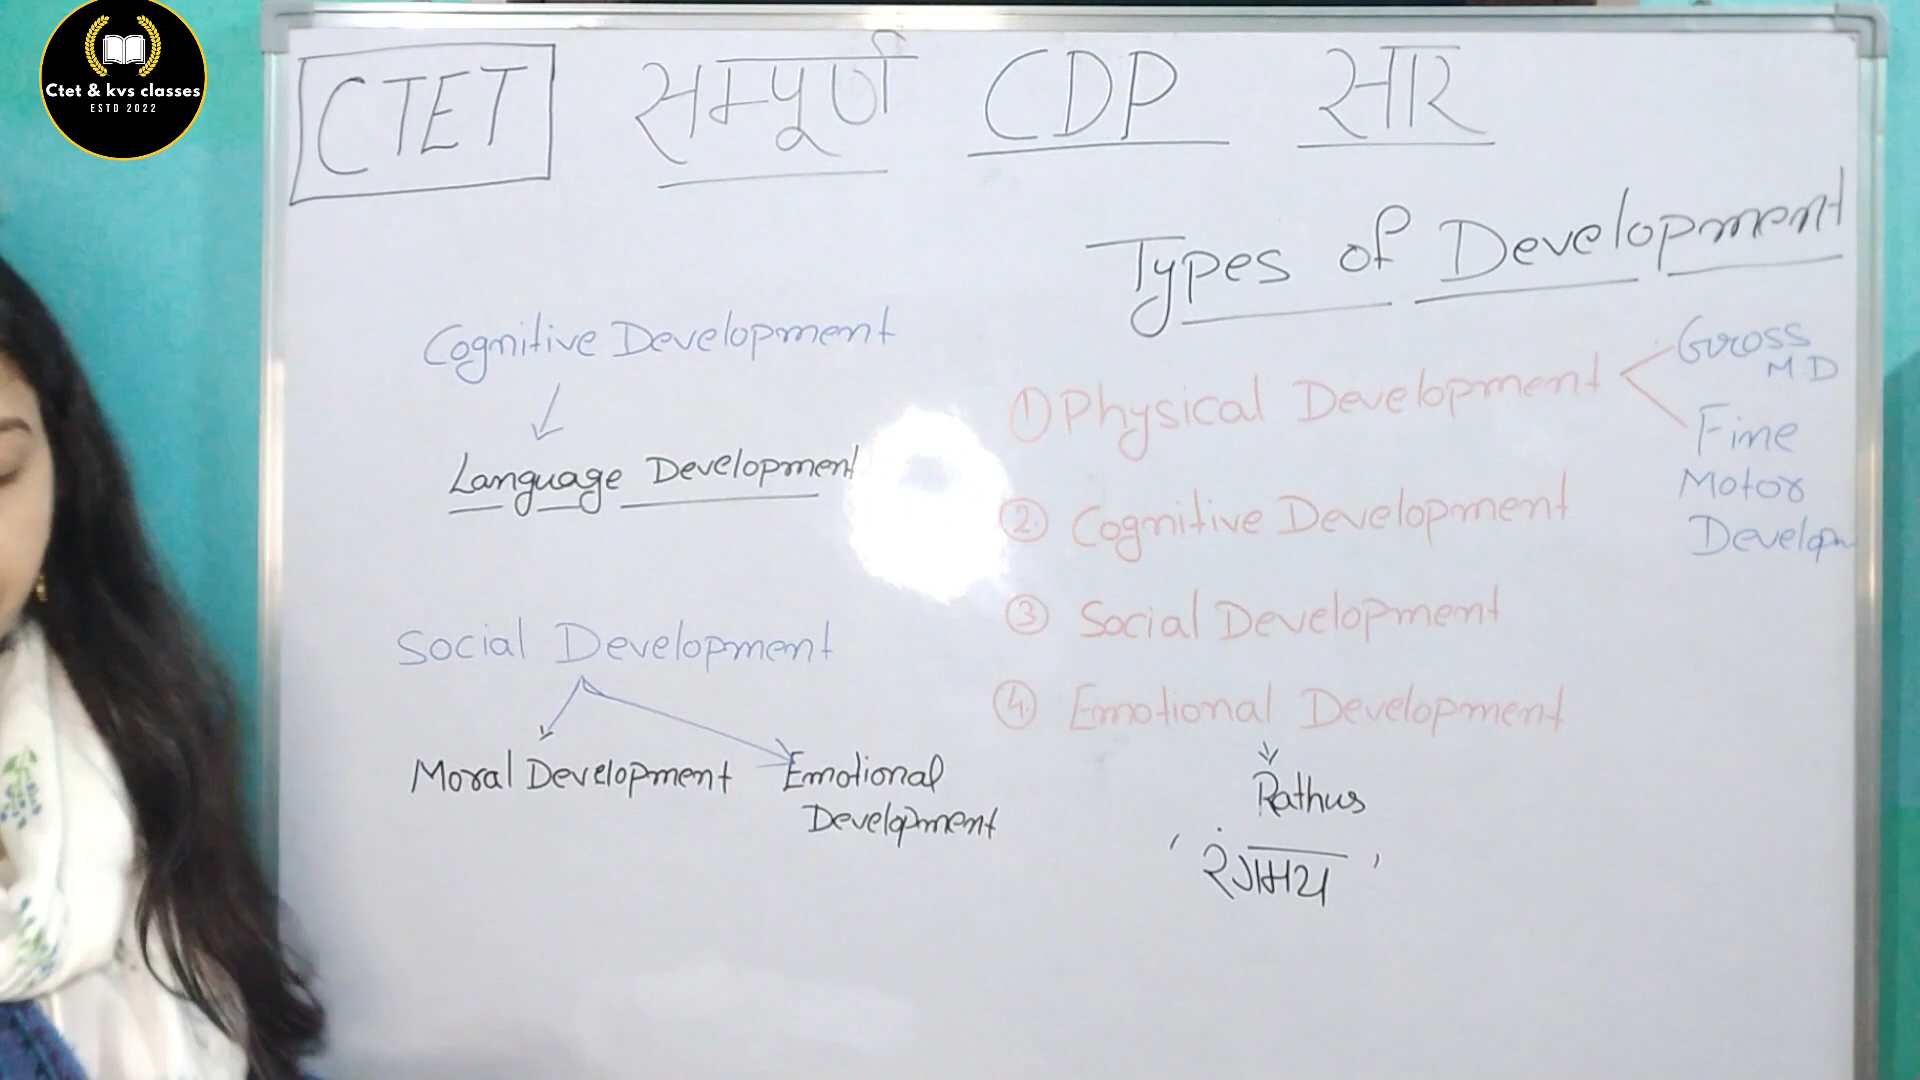 Ctet & kvs classes
ESTD 2022
CTET सम्पूर्ण CDP सार
Types of Development
Cognitive Development
Language Development
Social Development
Moral Development
Emotional
Development
① Physical Development
Gross
M D
Fine
Motor
Developm
② Cognitive Development
③ Social Development
④ Emotional Development
Rathus
' रंगमय '